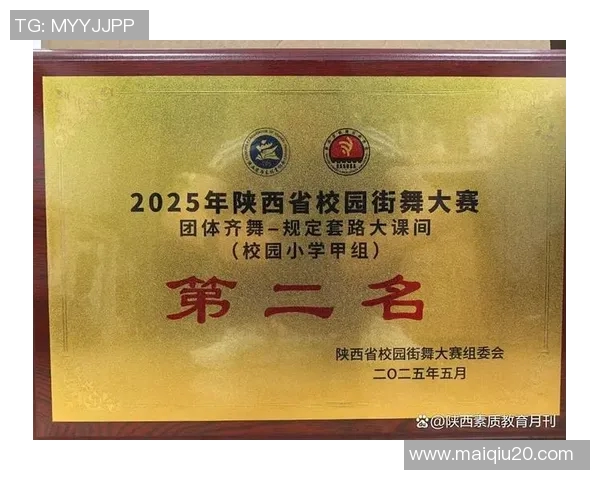 TG: MYYJJPP
2025年陕西省校园街舞大赛
团体齐舞–规定套路大课间
（校园小学甲组）
第二名
陕西省校园街舞大赛组委会
二〇二五年五月
@陕西素质教育月刊
www.maiqiu20.com